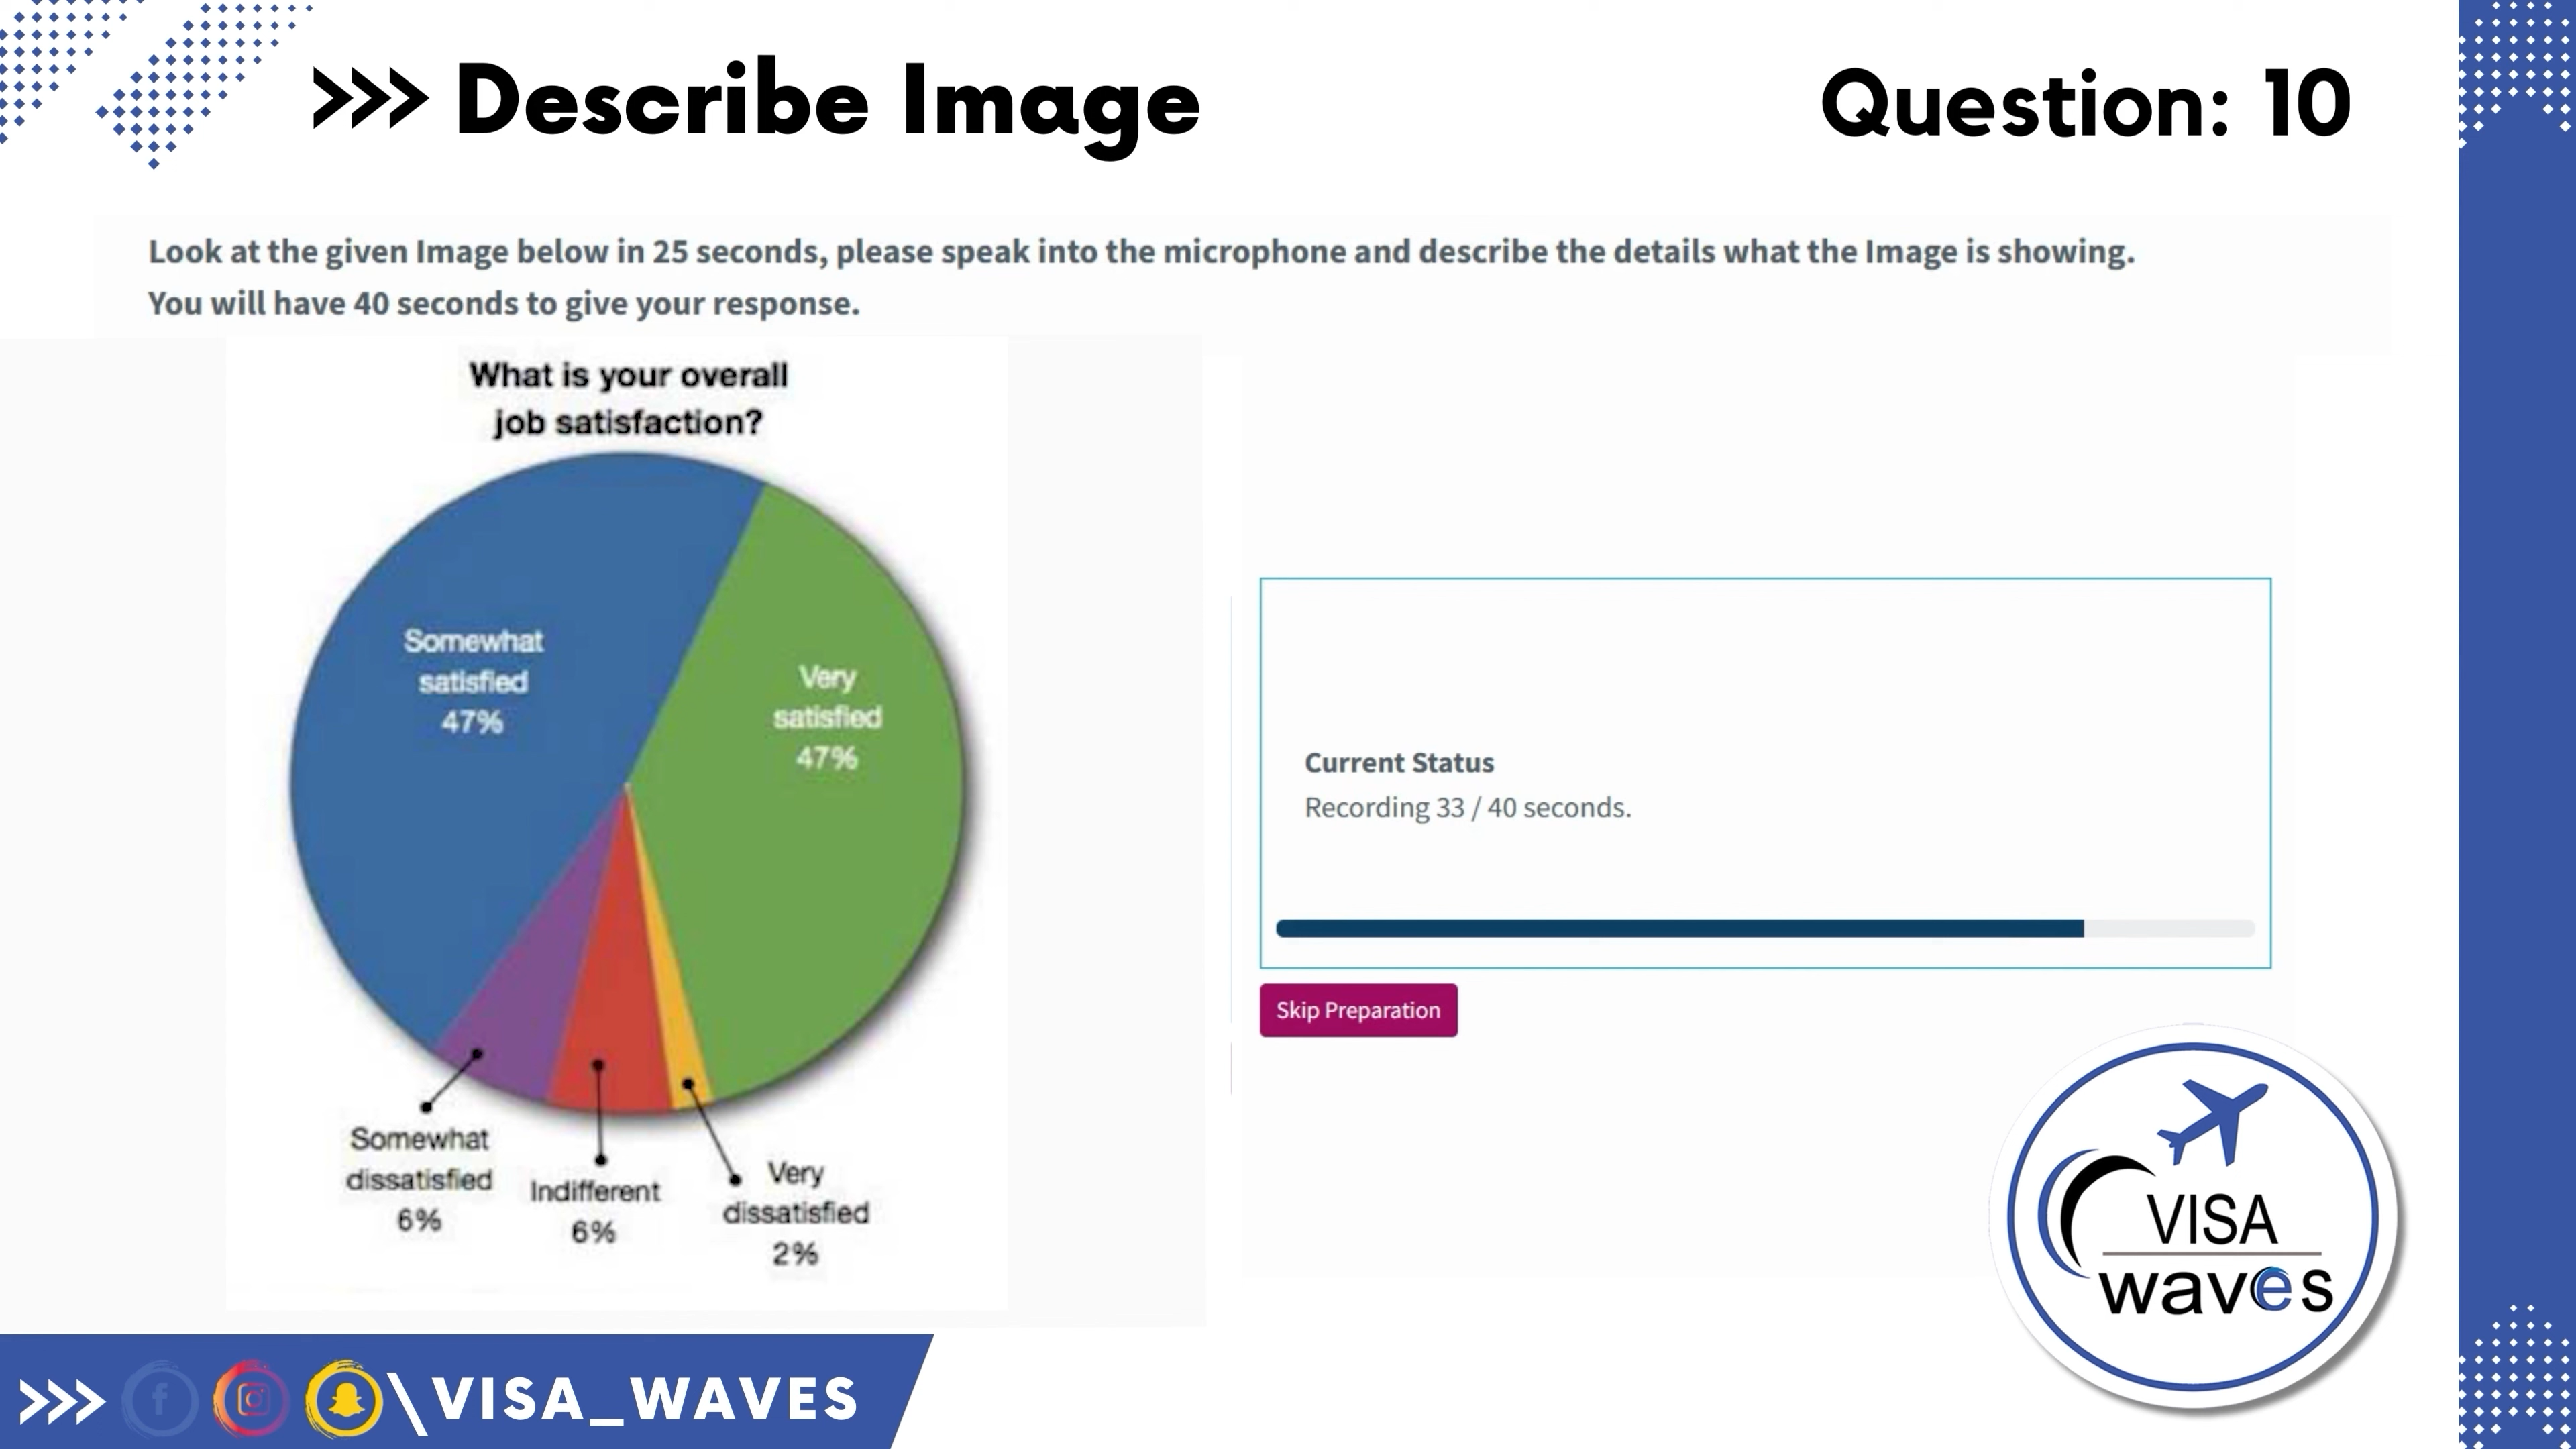 >>> Describe Image
Question: 10
Look at the given Image below in 25 seconds, please speak into the microphone and describe the details what the Image is showing.
You will have 40 seconds to give your response.
What is your overall
job satisfaction?
Somewhat
satisfied
47%
Very
satisfied
47%
Somewhat
dissatisfied
6%
Indifferent
6%
Very
dissatisfied
2%
Current Status
Recording 33 / 40 seconds.
Skip Preparation
VISA
waves
>>> \VISA_WAVES